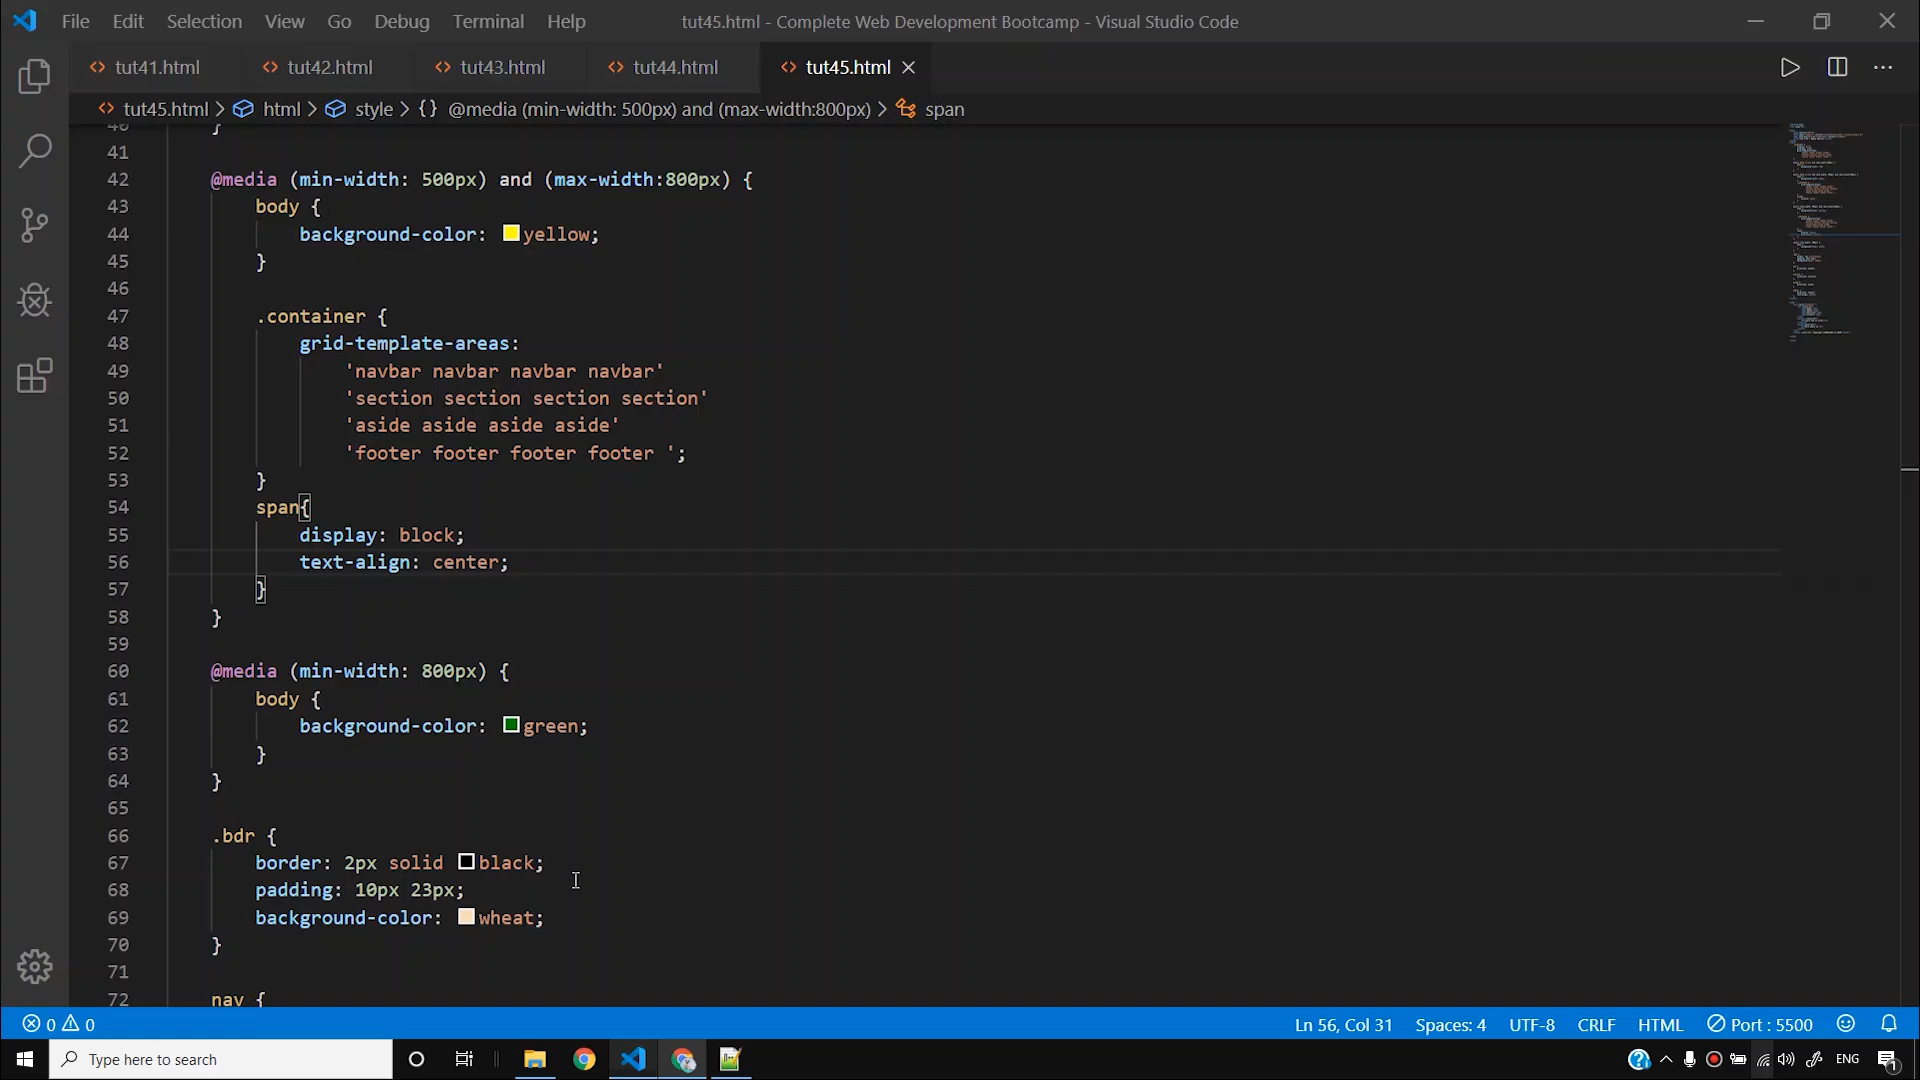 File Edit Selection View Go Debug Terminal Help tut45.html - Complete Web Development Bootcamp - Visual Studio Code
tut41.html tut42.html tut43.html tut44.html tut45.html
tut45.html > html > style > {} @media (min-width: 500px) and (max-width:800px) > span
40 }
41
42 @media (min-width: 500px) and (max-width:800px) {
43 body {
44 background-color: yellow;
45 }
46
47 .container {
48 grid-template-areas:
49 'navbar navbar navbar navbar'
50 'section section section section'
51 'aside aside aside aside'
52 'footer footer footer footer ';
53 }
54 span{
55 display: block;
56 text-align: center;
57 }
58 }
59
60 @media (min-width: 800px) {
61 body {
62 background-color: green;
63 }
64 }
65
66 .bdr {
67 border: 2px solid black;
68 padding: 10px 23px;
69 background-color: wheat;
70 }
71
72 nav {
0 0 Ln 56, Col 31 Spaces: 4 UTF-8 CRLF HTML Port : 5500
Type here to search ENG 1